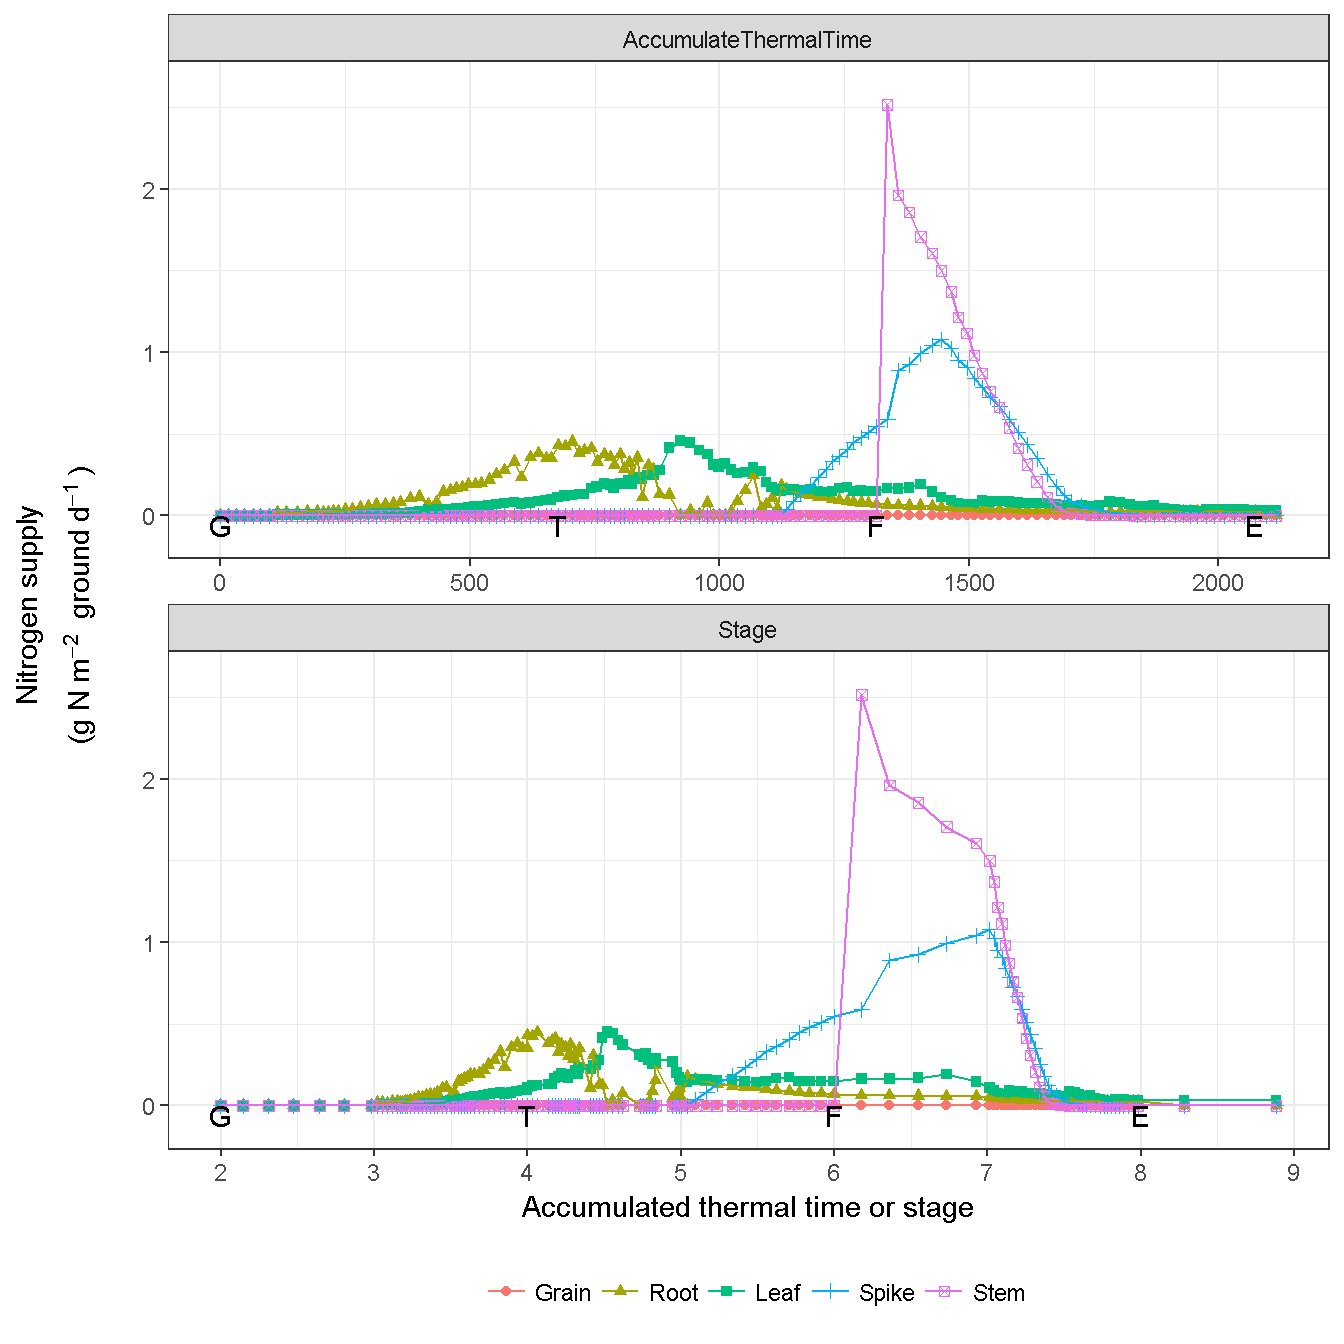 AccumulateThermalTime
2
1
0
G T F E
0 500 1000 1500 2000
Stage
2
1
0
G T F E
2 3 4 5 6 7 8 9
Accumulated thermal time or stage
Nitrogen supply
(g N m⁻² ground d⁻¹ )
Grain Root Leaf Spike Stem